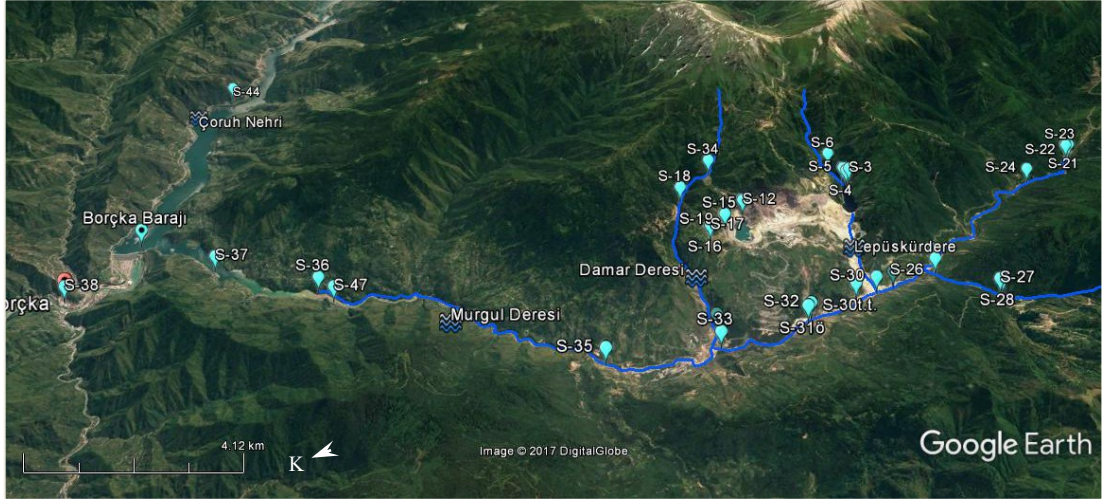 S-44
Çoruh Nehri
S-6
S-23
S-22
S-34
S-5
S-3
S-24
S-21
S-18
S-4
S-15
S-12
Borçka Barajı
S-19
S-17
S-16
Lepüskürdere
S-37
Damar Deresi
S-36
S-30
S-26
S-27
S-38
S-47
orçka
S-32
S-30t.t.
S-28
Murgul Deresi
S-33
S-31ö
S-35
4.12 km
K
Image © 2017 DigitalGlobe
Google Earth